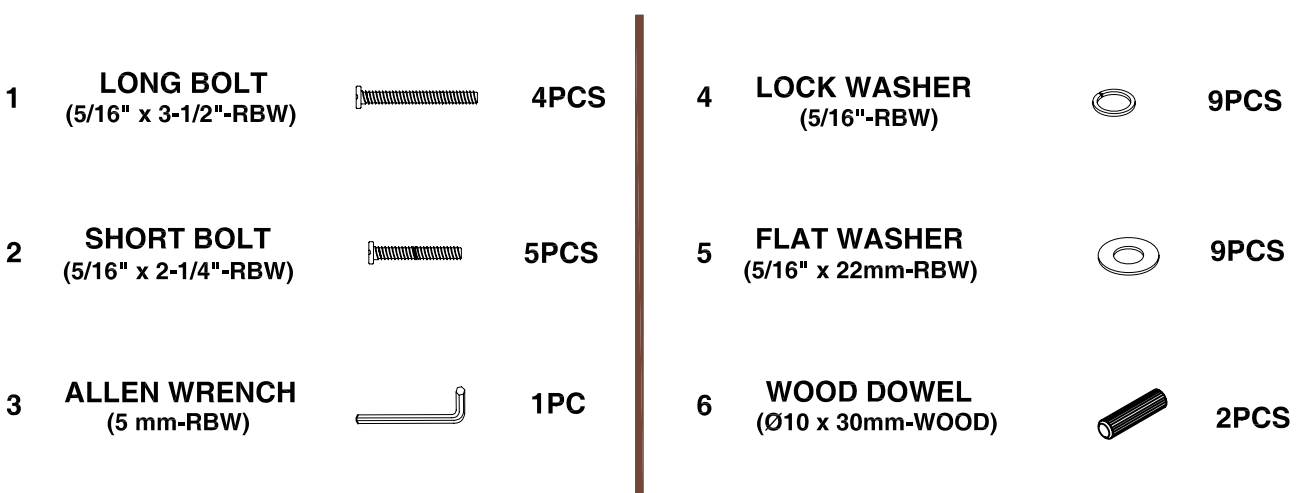 1 LONG BOLT 4PCS
(5/16" x 3-1/2"-RBW)
2 SHORT BOLT 5PCS
(5/16" x 2-1/4"-RBW)
3 ALLEN WRENCH 1PC
(5 mm-RBW)
4 LOCK WASHER 9PCS
(5/16"-RBW)
5 FLAT WASHER 9PCS
(5/16" x 22mm-RBW)
6 WOOD DOWEL 2PCS
(Ø10 x 30mm-WOOD)